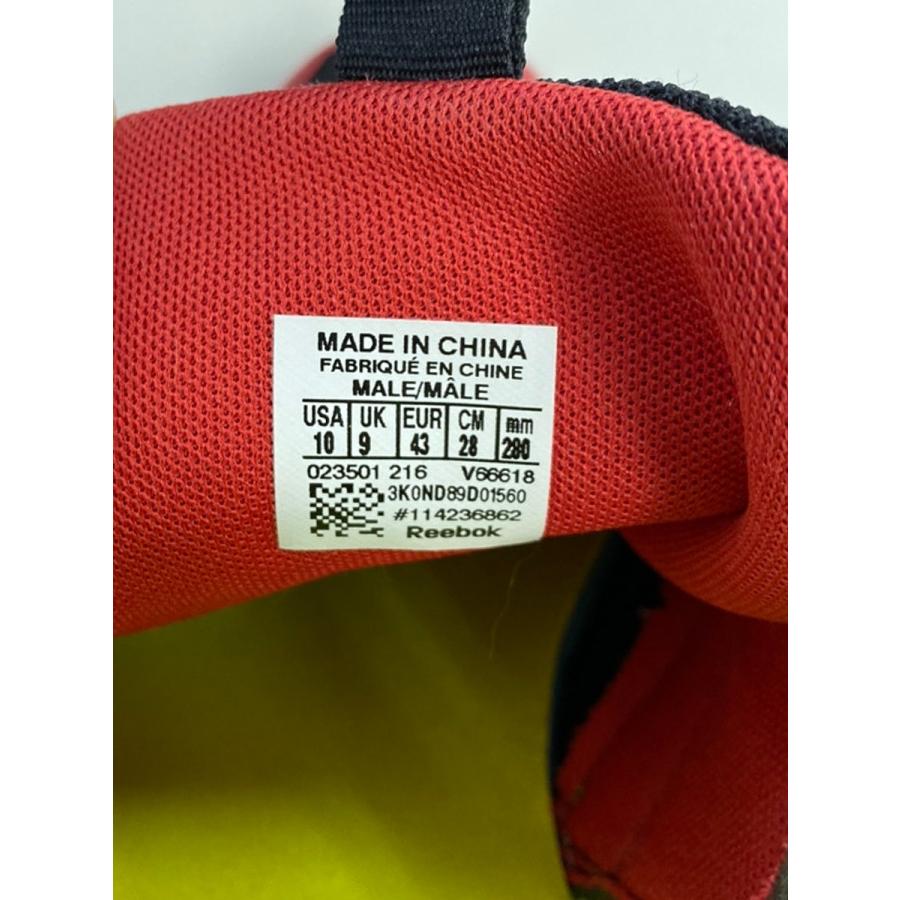 MADE IN CHINA
FABRIQUÉ EN CHINE
MALE/MÂLE
USA UK EUR CM mm
10 9 43 28 280
023501 216 V66618
3K0ND89D01560
#114236862
Reebok